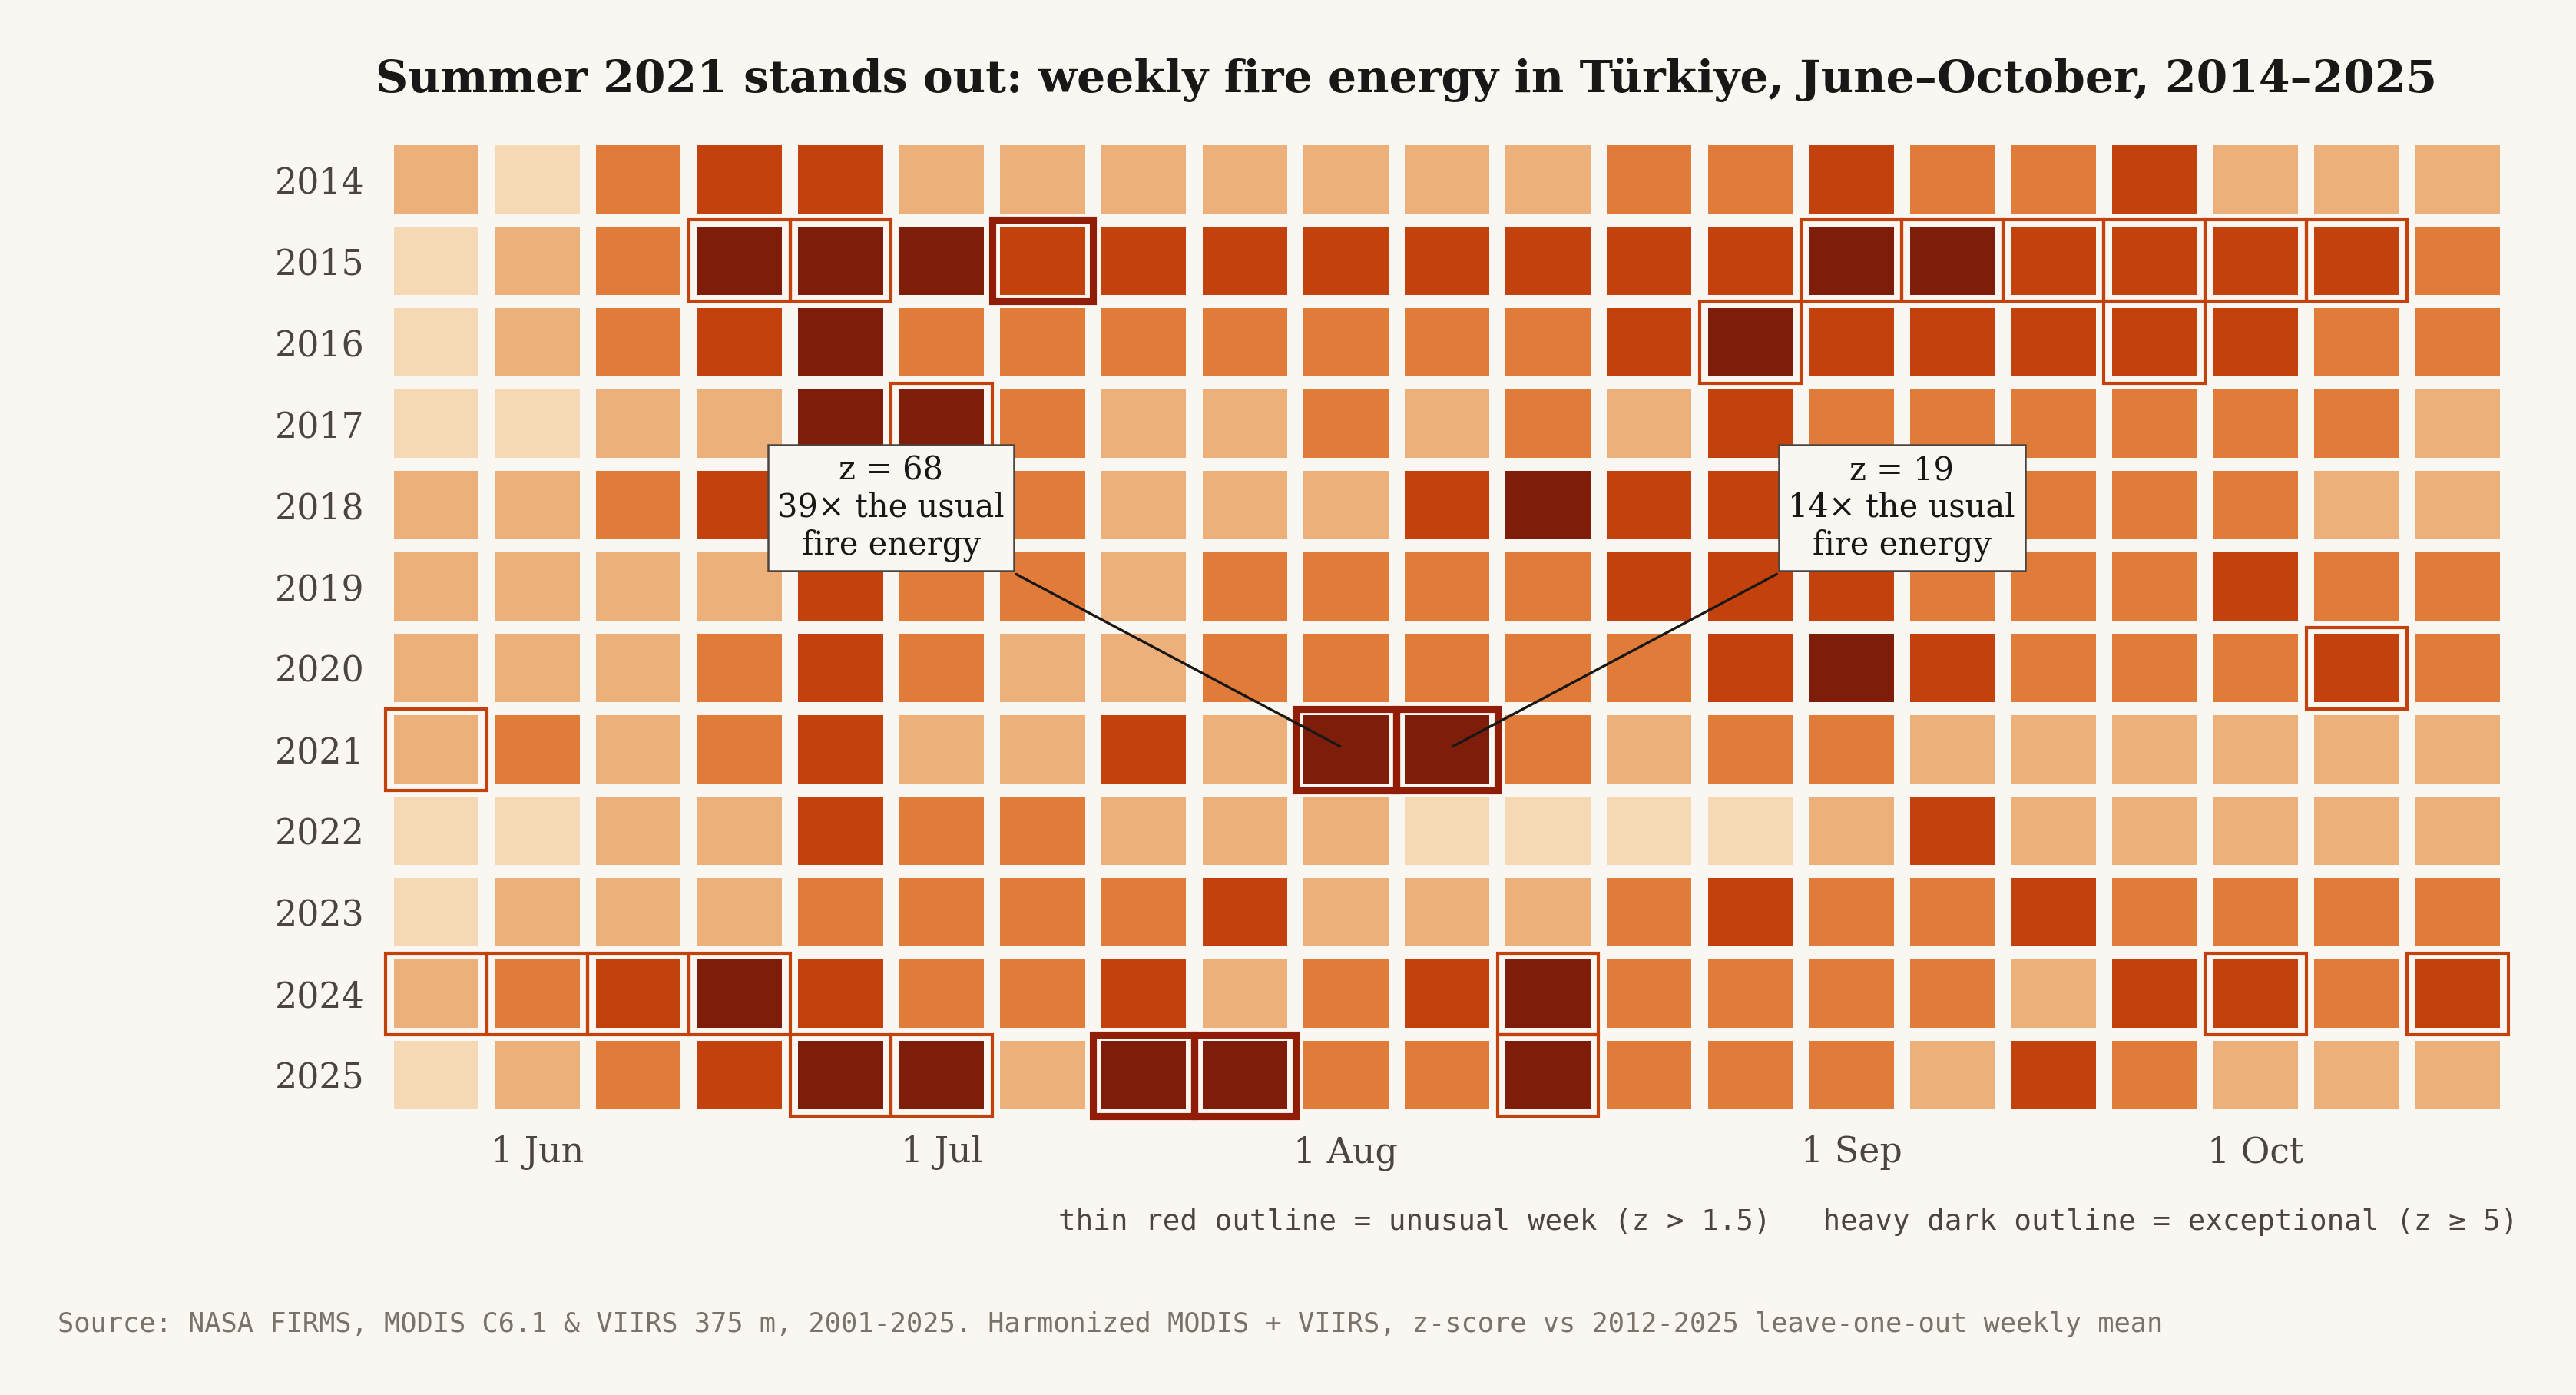 Summer 2021 stands out: weekly fire energy in Türkiye, June–October, 2014–2025
2014
2015
2016
2017
z = 68
39× the usual
fire energy
z = 19
14× the usual
fire energy
2018
2019
2020
2021
2022
2023
2024
2025
1 Jun
1 Jul
1 Aug
1 Sep
1 Oct
thin red outline = unusual week (z > 1.5)   heavy dark outline = exceptional (z ≥ 5)
Source: NASA FIRMS, MODIS C6.1 & VIIRS 375 m, 2001-2025. Harmonized MODIS + VIIRS, z-score vs 2012-2025 leave-one-out weekly mean